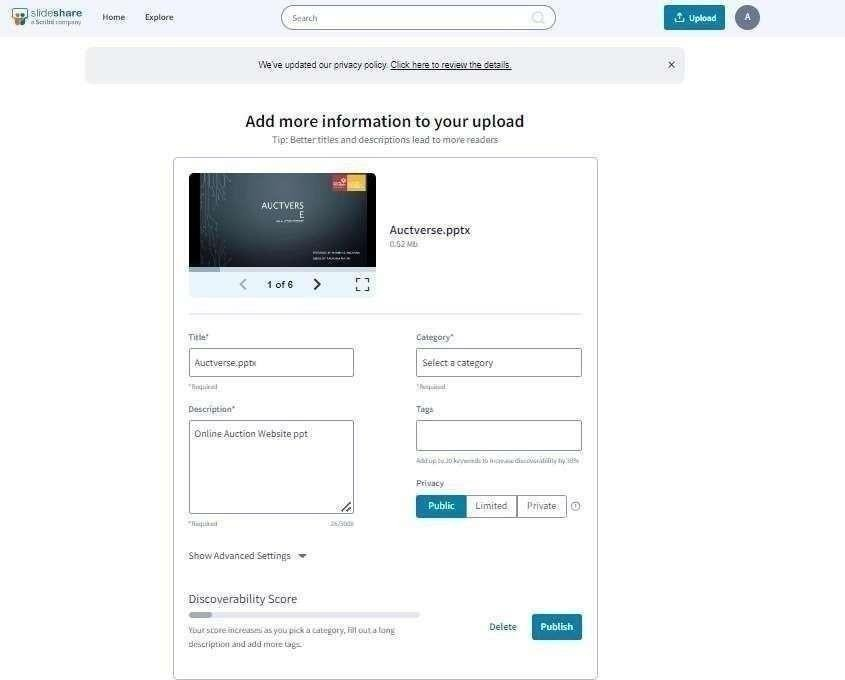 slideshare
a Scribd company
Home
Explore
Search
Upload
A
We've updated our privacy policy. Click here to review the details.
Add more information to your upload
Tip: Better titles and descriptions lead to more readers
AUCTVERS
E
Auctverse.pptx
0.52 Mb
1 of 6
Title*
Category*
Auctverse.pptx
Select a category
*Required
*Required
Description*
Tags
Online Auction Website ppt
Add up to 20 keywords to increase discoverability by 30%
Privacy
Public
Limited
Private
*Required
26/3000
Show Advanced Settings
Discoverability Score
Your score increases as you pick a category, fill out a long
description and add more tags.
Delete
Publish